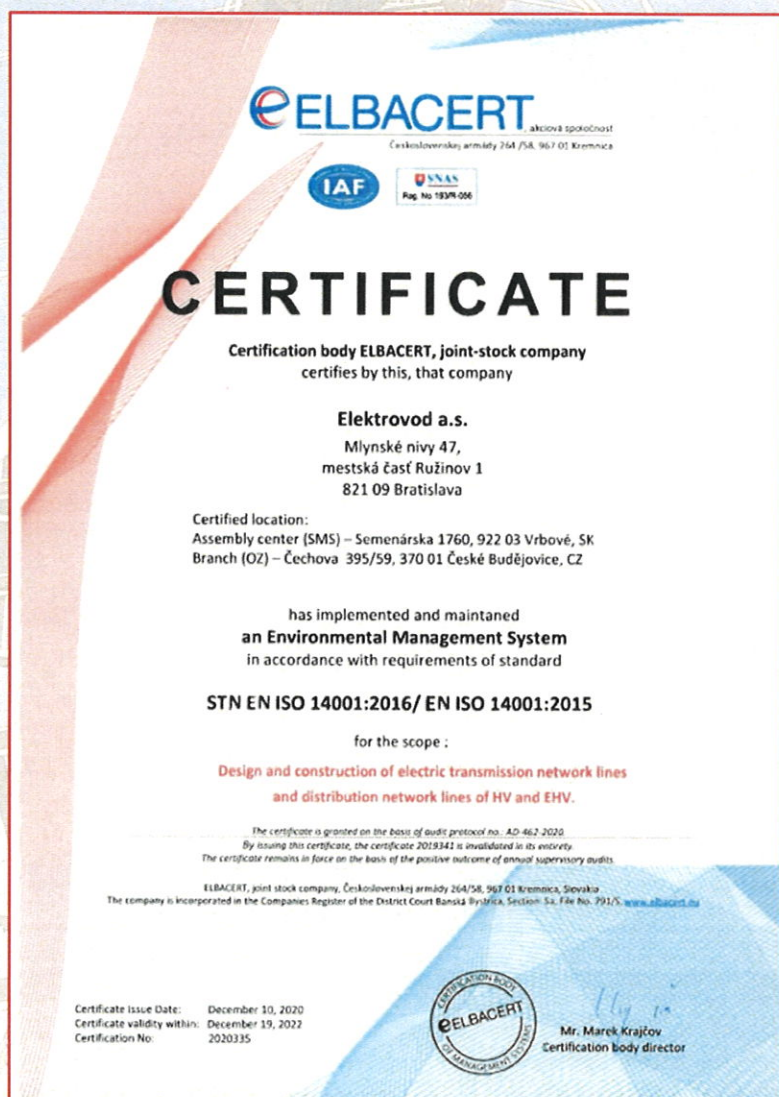 ELBACERT, akciová spoločnosť
Československej armády 264 /58, 967 01 Kremnica
IAF
SNAS
Reg. No 193/R-056
CERTIFICATE
Certification body ELBACERT, joint-stock company
certifies by this, that company
Elektrovod a.s.
Mlynské nivy 47,
mestská časť Ružinov 1
821 09 Bratislava
Certified location:
Assembly center (SMS) – Semenárska 1760, 922 03 Vrbové, SK
Branch (OZ) – Čechova 395/59, 370 01 České Budějovice, CZ
has implemented and maintaned
an Environmental Management System
in accordance with requirements of standard
STN EN ISO 14001:2016/ EN ISO 14001:2015
for the scope :
Design and construction of electric transmission network lines
and distribution network lines of HV and EHV.
The certificate is granted on the basis of audit protocol no.: AD-462-2020
By issuing this certificate, the certificate 2019341 is invalidated in its entirety.
The certificate remains in force on the basis of the positive outcome of annual supervisory audits.
ELBACERT, joint stock company, Československej armády 264/58, 967 01 Kremnica, Slovakia
The company is incorporated in the Companies Register of the District Court Banská Bystrica, Section: Sa, File No. 791/S, www.elbacert.eu
Certificate Issue Date: December 10, 2020
Certificate validity within: December 19, 2022
Certification No: 2020335
CERTIFICATION BODY
ELBACERT
OF MANAGEMENT SYSTEMS
Mr. Marek Krajčov
Certification body director